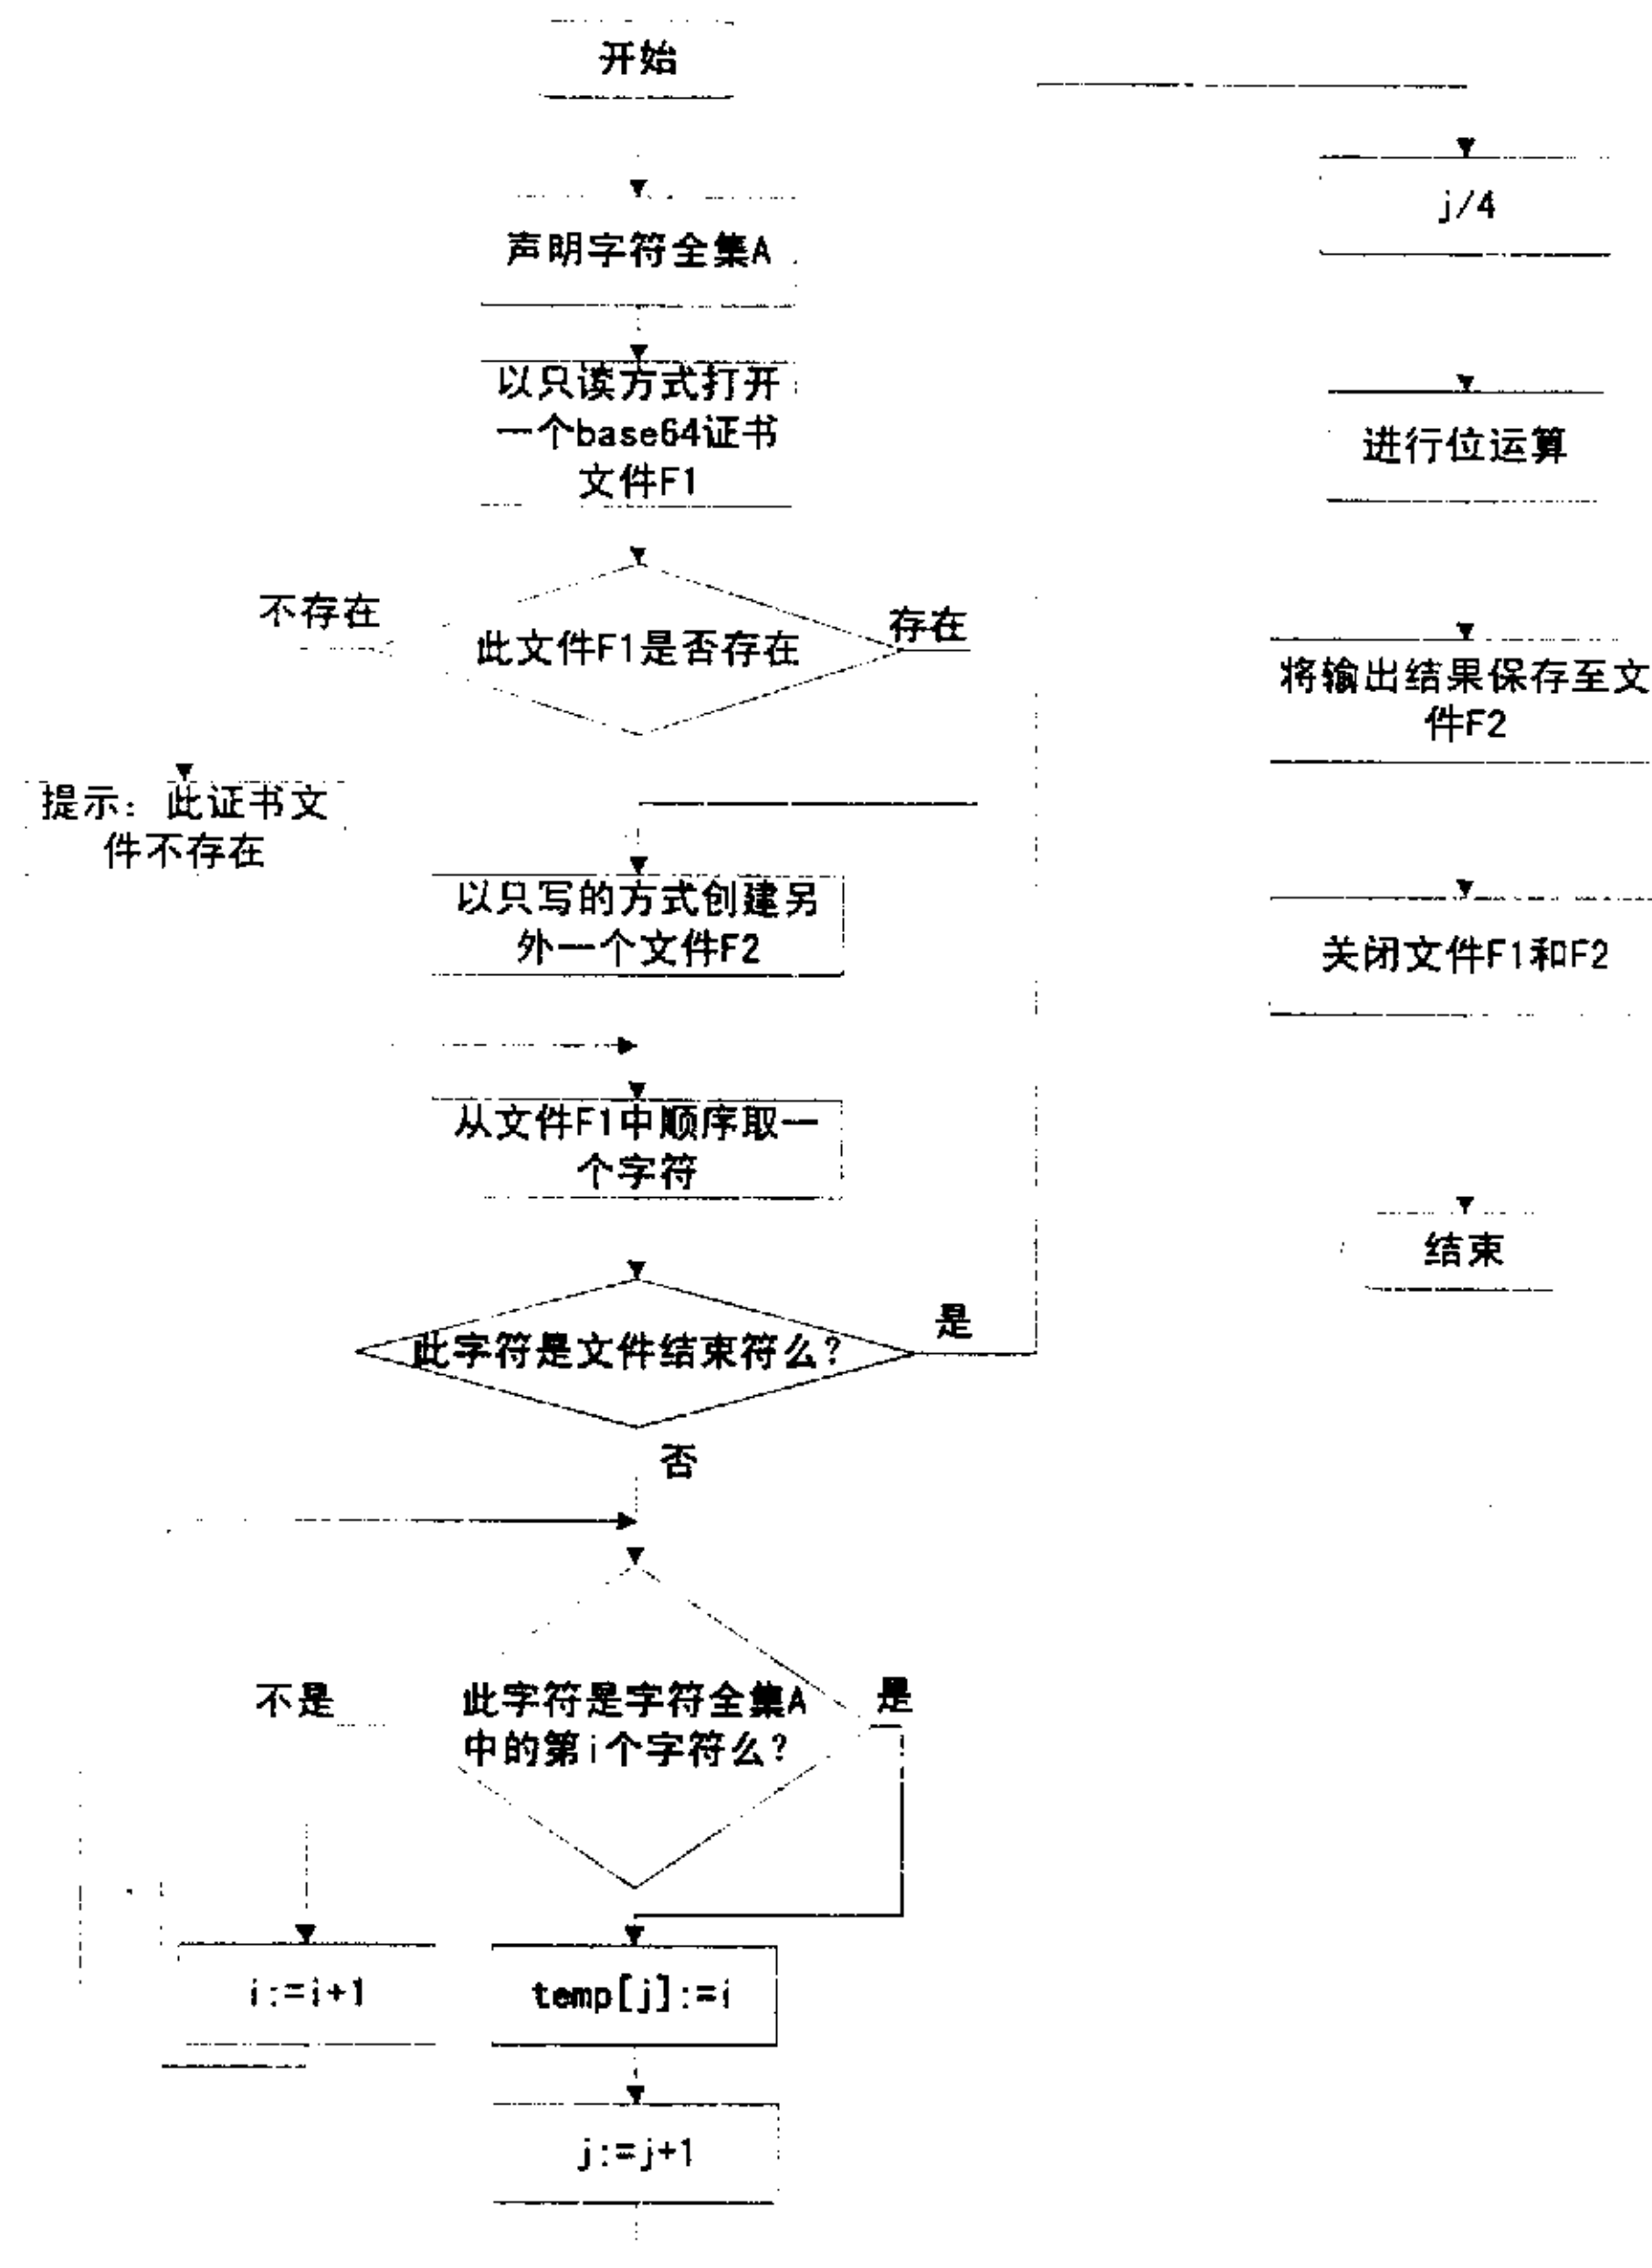 开始
声明字符全集A
以只读方式打开
一个base64证书
文件F1
不存在
此文件F1是否存在
存在
提示：此证书文
件不存在
以只写的方式创建另
外一个文件F2
从文件F1中顺序取一
个字符
此字符是文件结束符么?
是
否
不是
此字符是字符全集A
中的第i个字符么?
是
i:=i+1
temp[j]:=i
j:=j+1
j/4
进行位运算
将输出结果保存至文
件F2
关闭文件F1和F2
结束